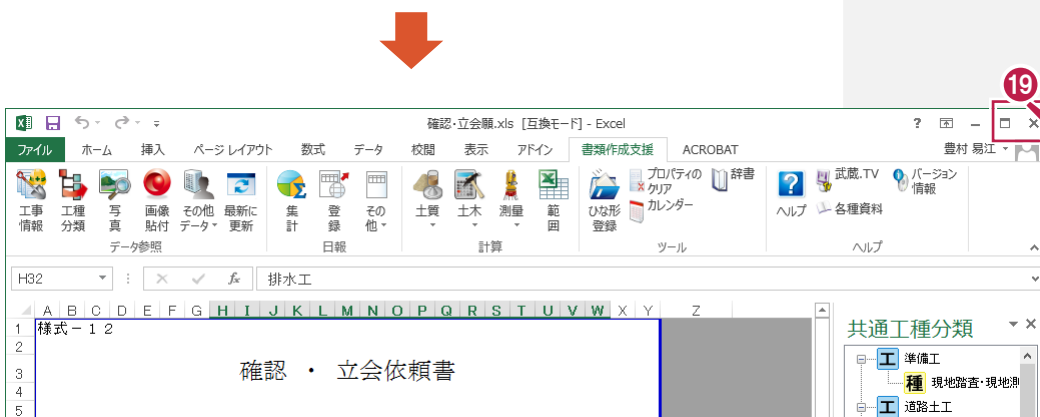 19
確認・立会願.xls [互換モード] - Excel
ファイル ホーム 挿入 ページ レイアウト 数式 データ 校閲 表示 アドイン 書類作成支援 ACROBAT 豊村 易江
工事情報 工種分類 写真 画像貼付 その他データ 最新に更新 集計 登録 その他 土質 土木 測量 範囲 ひな形登録 プロパティのクリア カレンダー 辞書 ヘルプ 武蔵.TV 各種資料 バージョン情報
データ参照 日報 計算 ツール ヘルプ
H32 fx 排水工
A B C D E F G H I J K L M N O P Q R S T U V W X Y Z
1 様式－１２
2
3 確認 ・ 立会依頼書
4
5
共通工種分類
工 準備工
種 現地踏査・現地測
工 道路土工